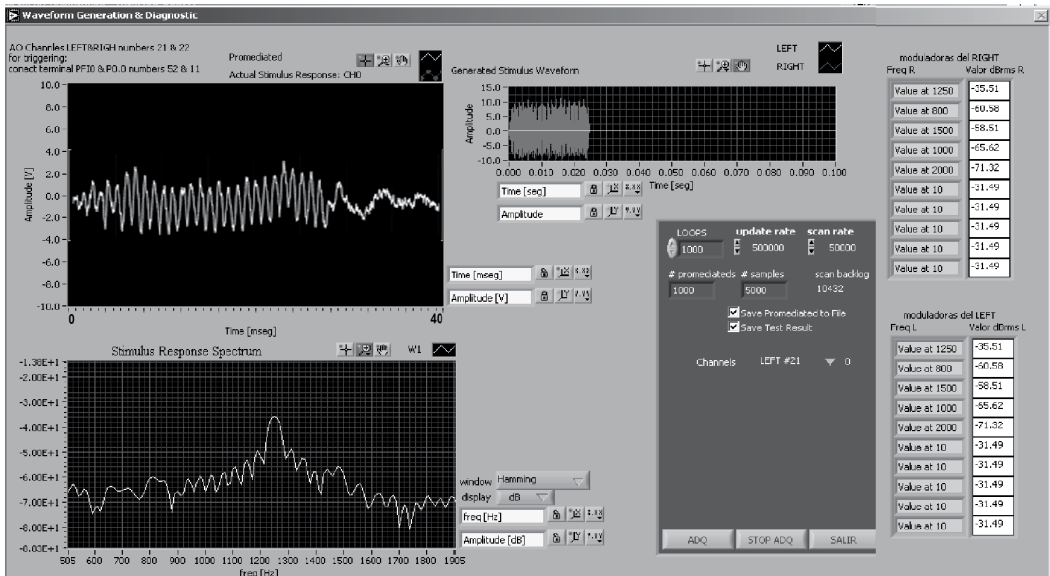 Waveform Generation & Diagnostic
AO Channles LEFT&RIGH numbers 21 & 22
for triggering:
conect terminal PFI0 & P0.0 numbers 52 & 11
Promediated
Actual Stimulus Response: CH0
10.0
8.0
6.0
4.0
2.0
0.0
-2.0
-4.0
-6.0
-8.0
-10.0
Amplitude [V]
0
40
Time [mseg]
Time [mseg]
Amplitude [V]
Generated Stimulus Waveform
LEFT
RIGHT
15.0
10.0
5.0
0.0
-5.0
-10.0
Amplitude
0.000 0.010 0.020 0.030 0.040 0.050 0.060 0.070 0.080 0.090 0.100
Time [seg]
Time [seg]
Amplitude
LOOPS update rate scan rate
1000 500000 50000
# promediateds # samples scan backlog
1000 5000 10432
Save Promediated to File
Save Test Result
Channels LEFT #21 0
ADQ STOP ADQ SALIR
moduladoras del RIGHT
Freq R Valor dBrms R
Value at 1250 -35.51
Value at 800 -60.58
Value at 1500 -58.51
Value at 1000 -65.62
Value at 2000 -71.32
Value at 10 -31.49
Value at 10 -31.49
Value at 10 -31.49
Value at 10 -31.49
Value at 10 -31.49
moduladoras del LEFT
Freq L Valor dBrms L
Value at 1250 -35.51
Value at 800 -60.58
Value at 1500 -58.51
Value at 1000 -65.62
Value at 2000 -71.32
Value at 10 -31.49
Value at 10 -31.49
Value at 10 -31.49
Value at 10 -31.49
Value at 10 -31.49
Stimulus Response Spectrum
W1
-1.38E+1
-2.00E+1
-3.00E+1
-4.00E+1
-5.00E+1
-6.00E+1
-7.00E+1
-8.00E+1
505 600 700 800 900 1000 1100 1200 1300 1400 1500 1600 1700 1800 1905
freq [Hz]
window Hamming
display dB
freq [Hz]
Amplitude [dB]